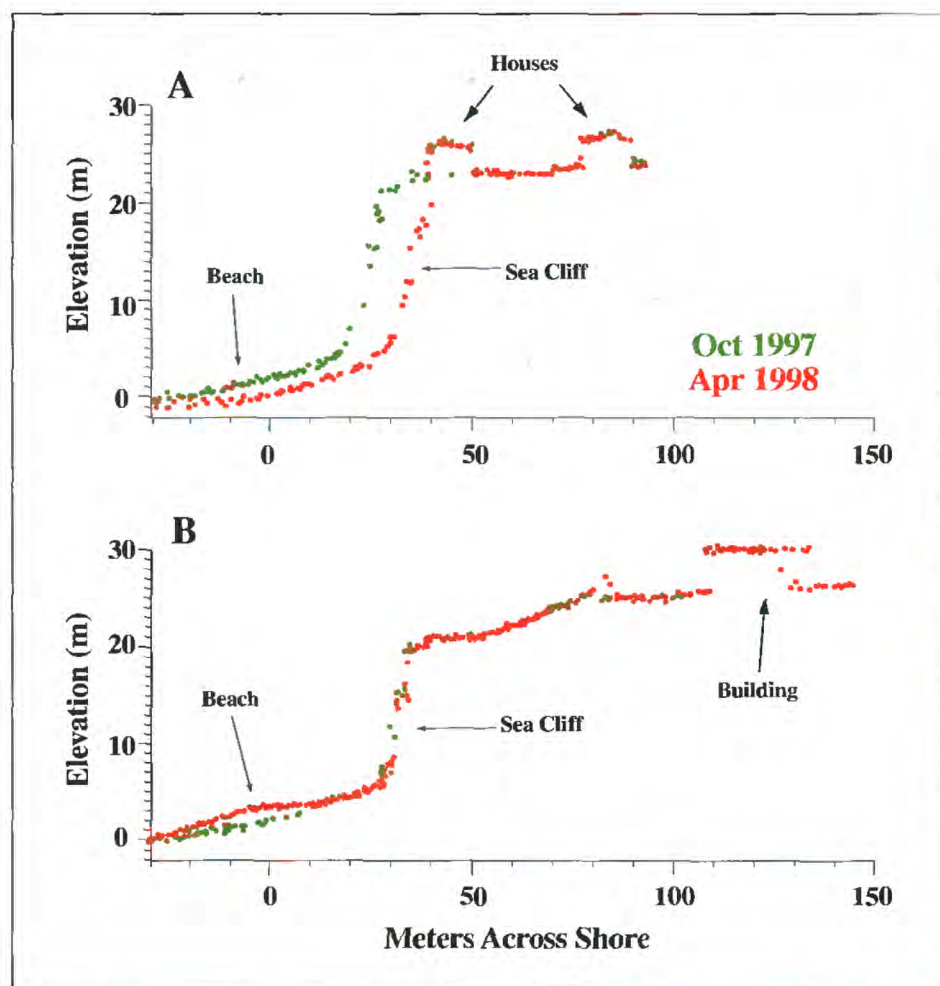 A
Houses
30
20
10
0
Elevation (m)
Beach
Sea Cliff
Oct 1997
Apr 1998
0 50 100 150
B
30
20
10
0
Elevation (m)
Beach
Sea Cliff
Building
0 50 100 150
Meters Across Shore